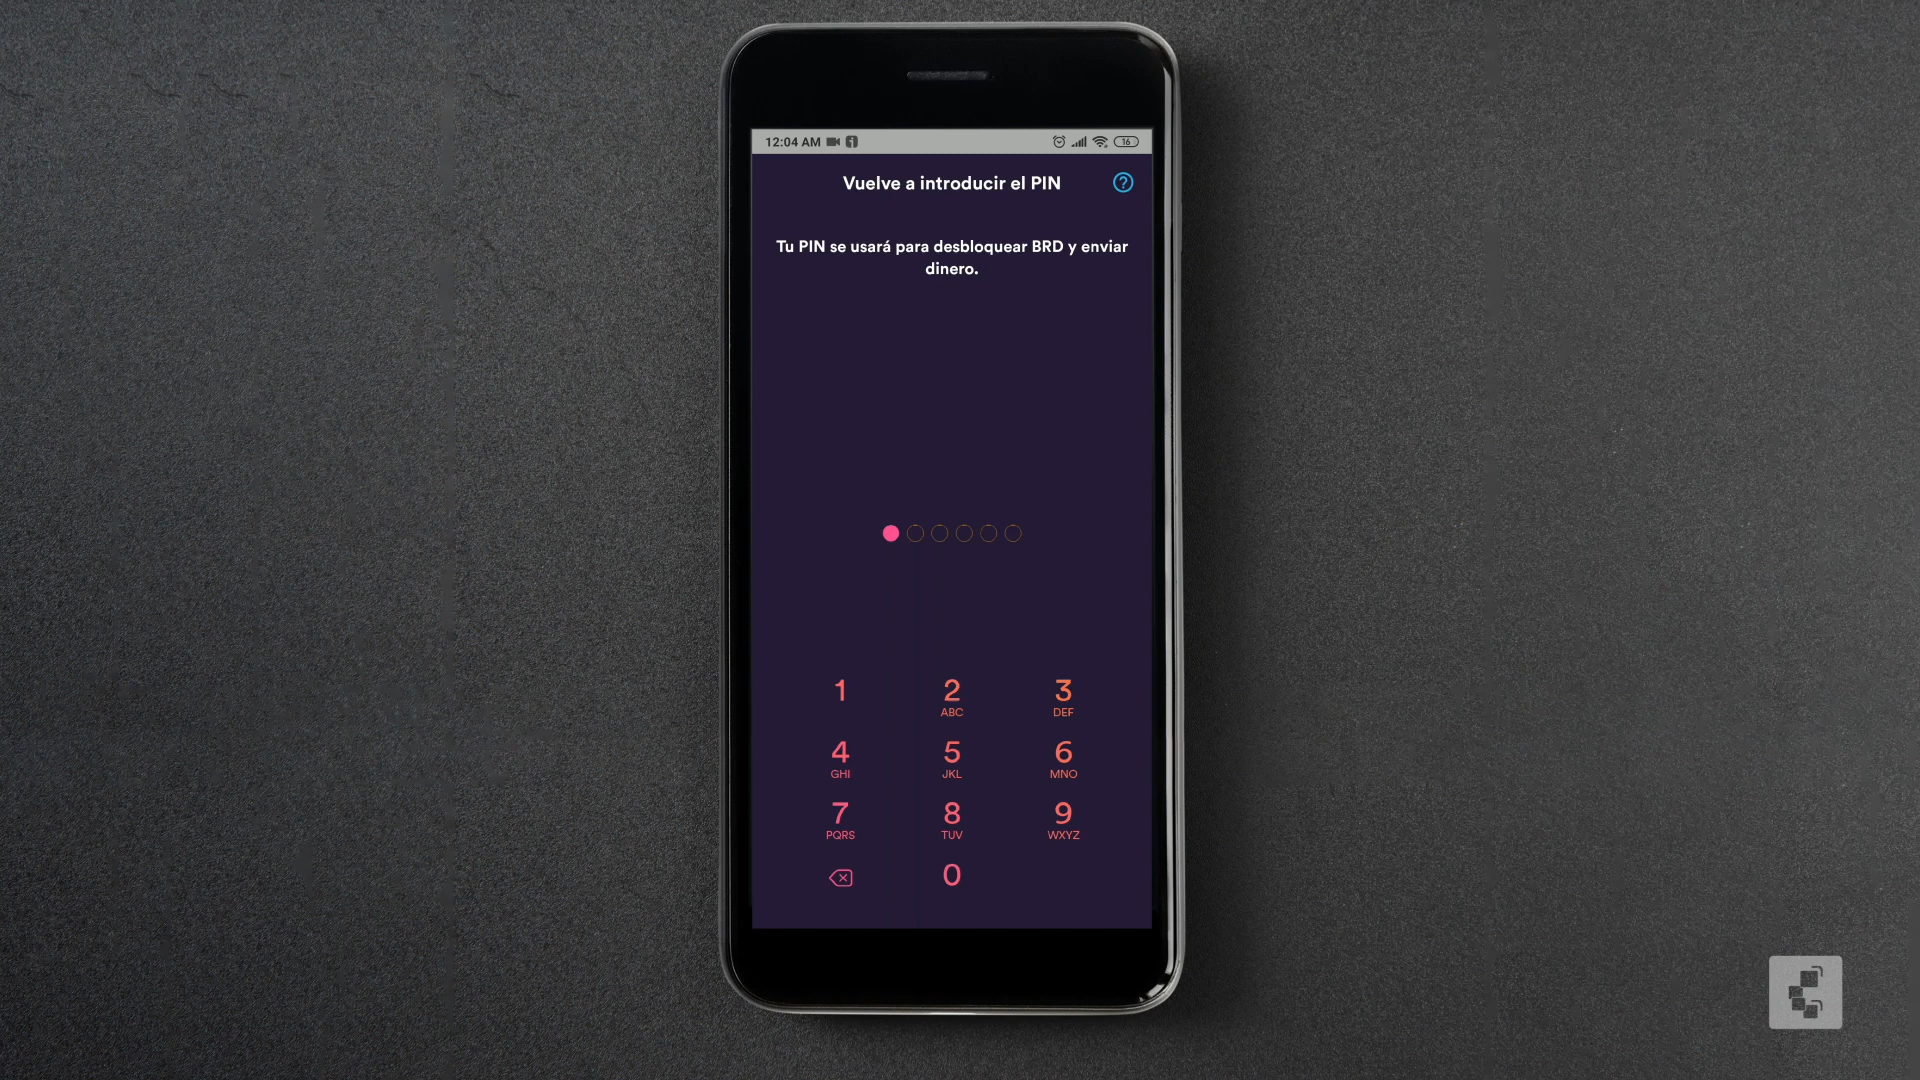 12:04 AM
16
Vuelve a introducir el PIN
?
Tu PIN se usará para desbloquear BRD y enviar
dinero.
1
2
3
ABC
DEF
4
5
6
GHI
JKL
MNO
7
8
9
PQRS
TUV
WXYZ
0